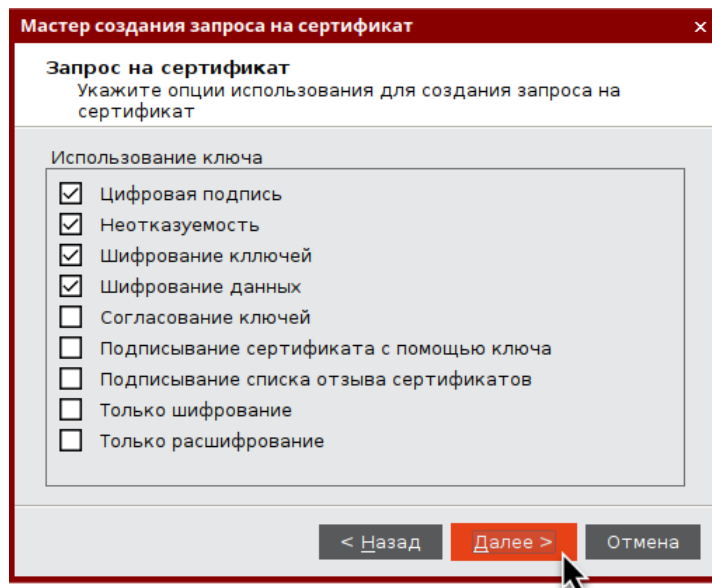 Мастер создания запроса на сертификат
Запрос на сертификат
Укажите опции использования для создания запроса на
сертификат
Использование ключа
Цифровая подпись
Неотказуемость
Шифрование кллючей
Шифрование данных
Согласование ключей
Подписывание сертификата с помощью ключа
Подписывание списка отзыва сертификатов
Только шифрование
Только расшифрование
< Назад Далее > Отмена